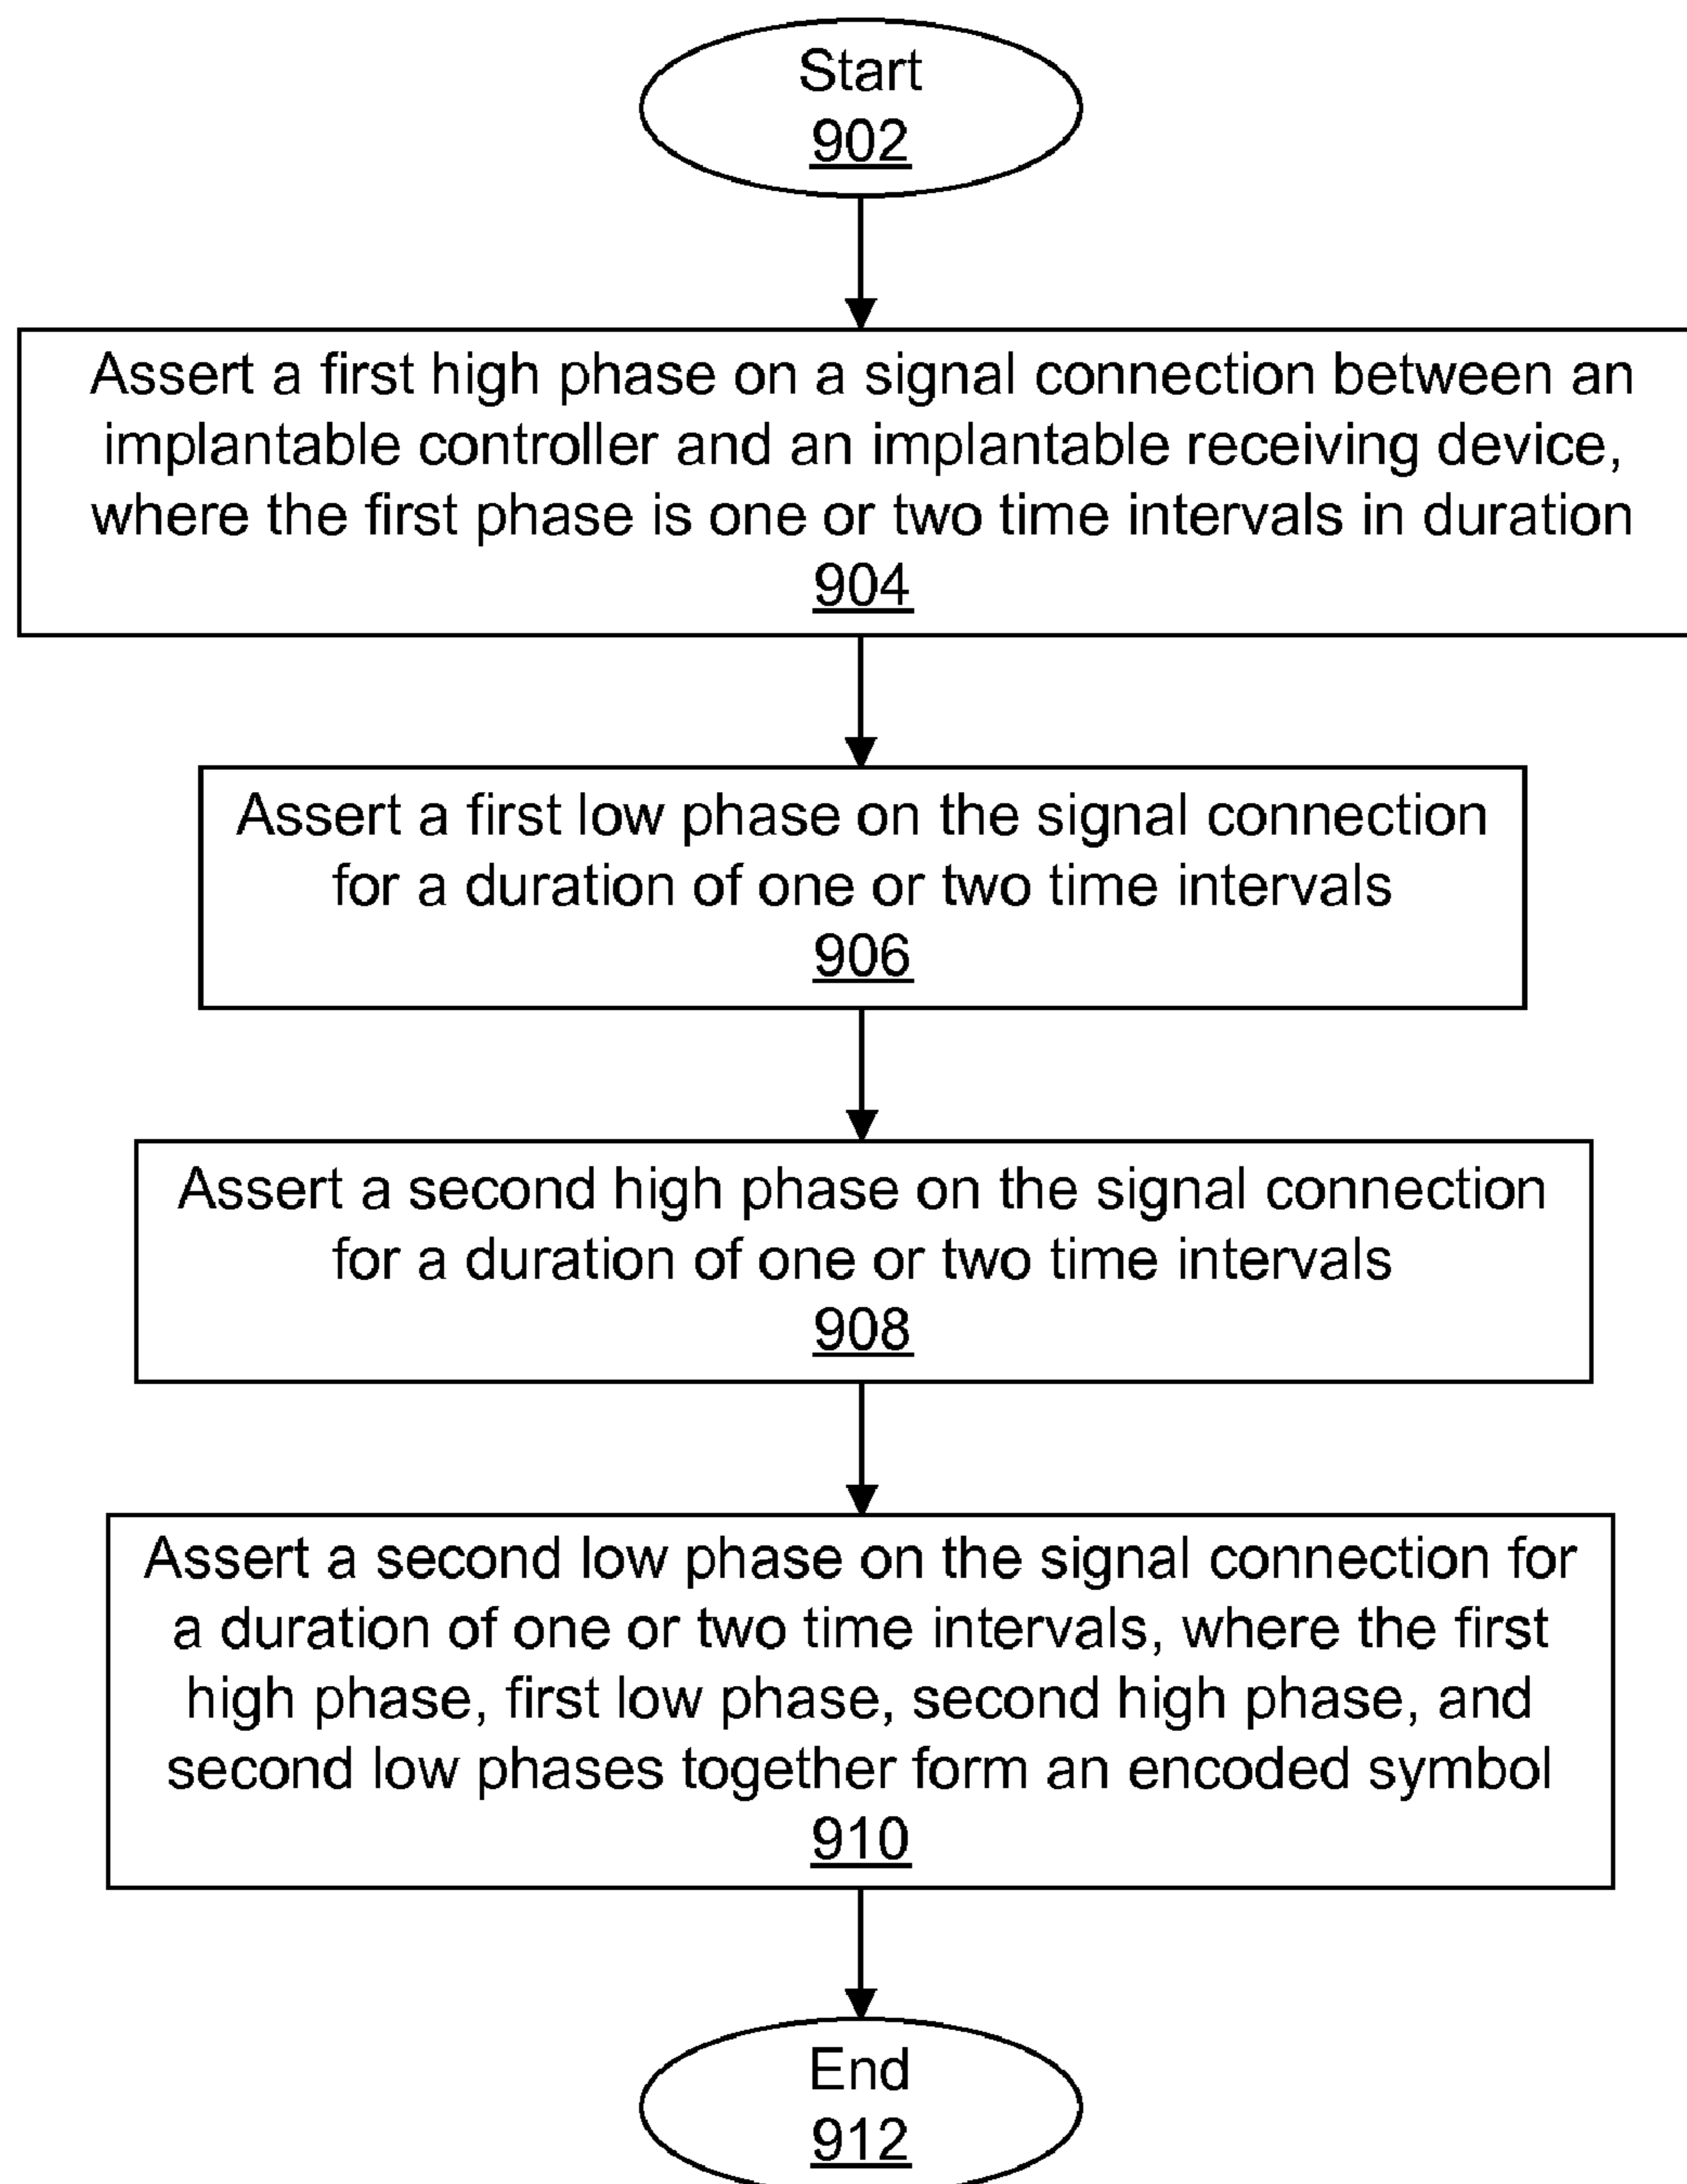 Start
902
Assert a first high phase on a signal connection between an
implantable controller and an implantable receiving device,
where the first phase is one or two time intervals in duration
904
Assert a first low phase on the signal connection
for a duration of one or two time intervals
906
Assert a second high phase on the signal connection
for a duration of one or two time intervals
908
Assert a second low phase on the signal connection for
a duration of one or two time intervals, where the first
high phase, first low phase, second high phase, and
second low phases together form an encoded symbol
910
End
912